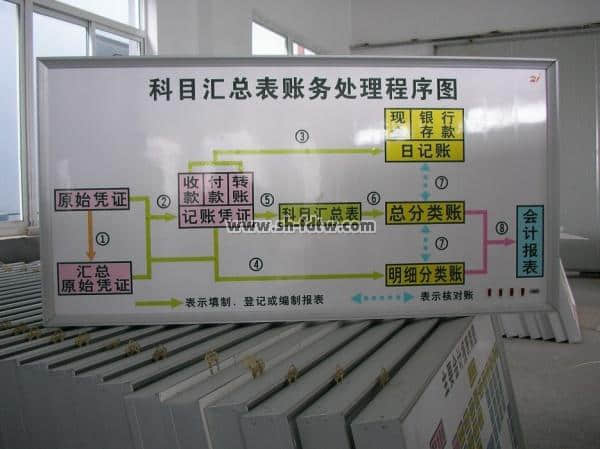 科目汇总表账务处理程序图
21
现 银行
金 存款
日记账
③
⑦
收 付 转
款 款 账
记账凭证
原始凭证
②
⑤
科目汇总表
⑥
总分类账
www.sh-fdtw.com
①
④
⑦
⑧
会计报表
汇总
原始凭证
明细分类账
表示填制、登记或编制报表
表示核对账